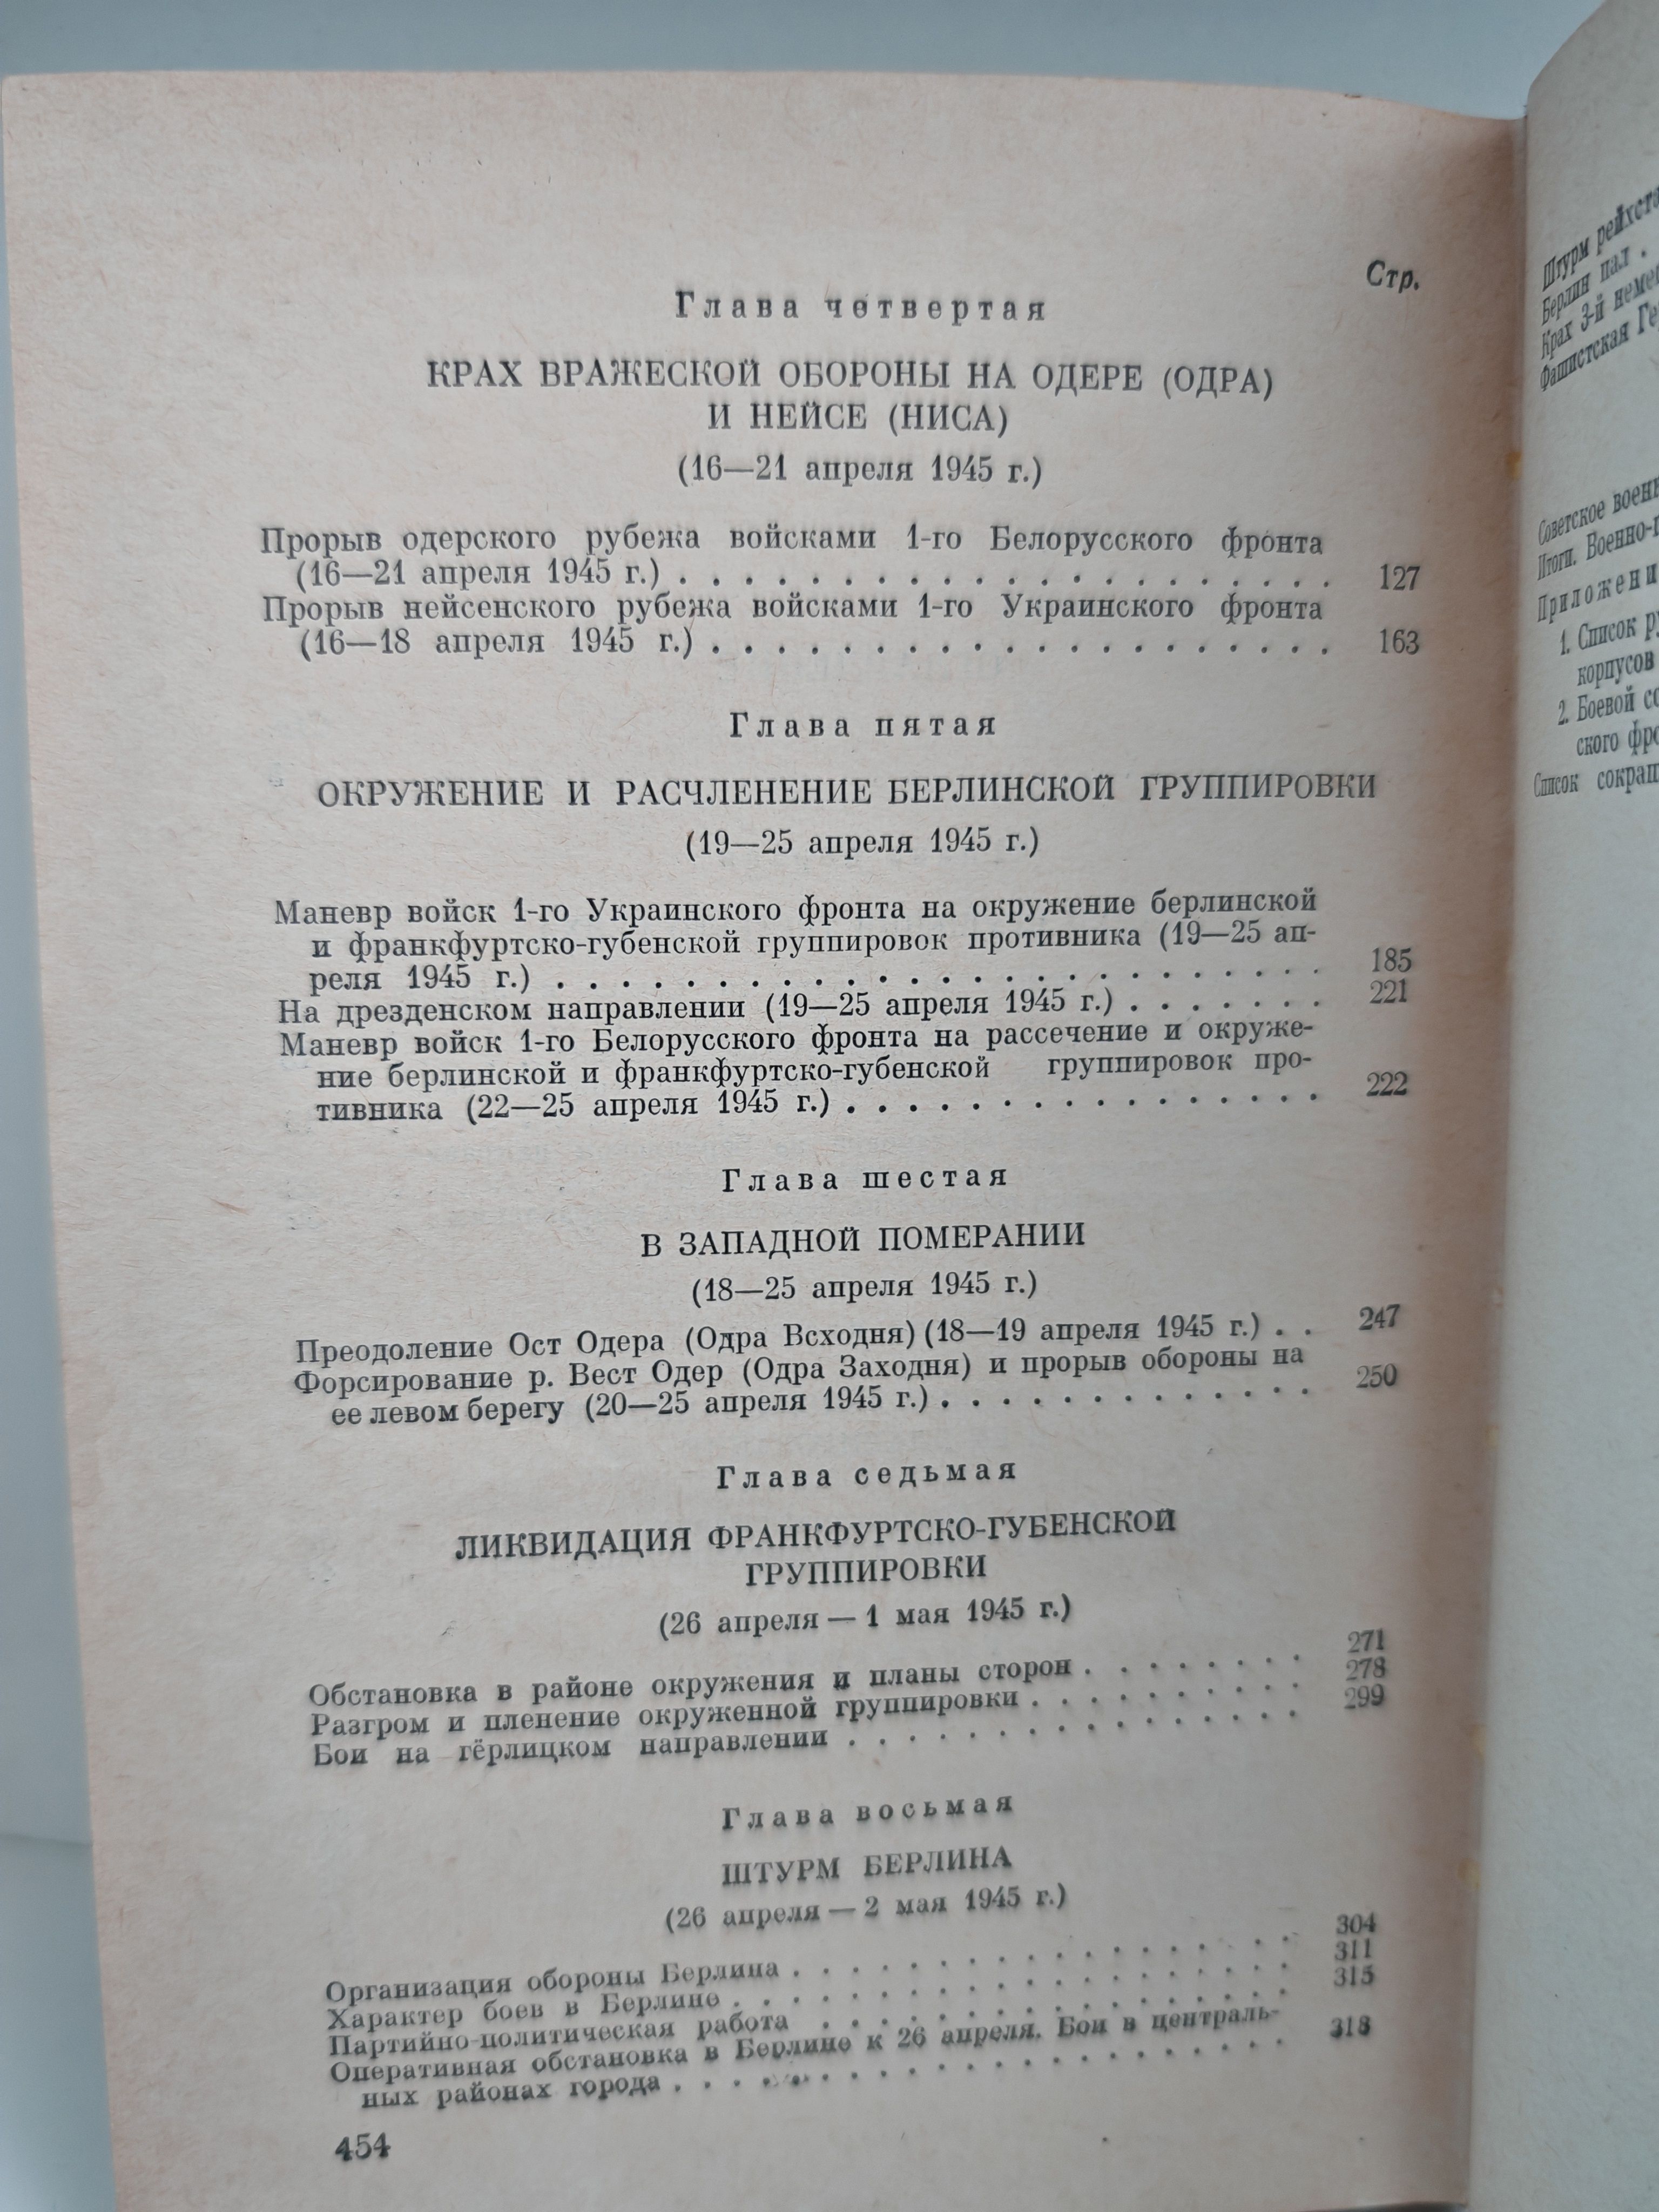 Стр.
Глава четвертая
КРАХ ВРАЖЕСКОЙ ОБОРОНЫ НА ОДЕРЕ (ОДРА)
И НЕЙСЕ (НИСА)
(16—21 апреля 1945 г.)
Прорыв одерского рубежа войсками 1-го Белорусского фронта
(16—21 апреля 1945 г.) . . . . . . . . . . . . . . . . . . . . 127
Прорыв нейсенского рубежа войсками 1-го Украинского фронта
(16—18 апреля 1945 г.) . . . . . . . . . . . . . . . . . . . 163
Глава пятая
ОКРУЖЕНИЕ И РАСЧЛЕНЕНИЕ БЕРЛИНСКОЙ ГРУППИРОВКИ
(19—25 апреля 1945 г.)
Маневр войск 1-го Украинского фронта на окружение берлинской
и франкфуртско-губенской группировок противника (19—25 ап-
реля 1945 г.) . . . . . . . . . . . . . . . . . . . . . . . 185
На дрезденском направлении (19—25 апреля 1945 г.) . . . . . . . 221
Маневр войск 1-го Белорусского фронта на рассечение и окруже-
ние берлинской и франкфуртско-губенской группировок про-
тивника (22—25 апреля 1945 г.) . . . . . . . . . . . . . . . 222
Глава шестая
В ЗАПАДНОЙ ПОМЕРАНИИ
(18—25 апреля 1945 г.)
Преодоление Ост Одера (Одра Всходня) (18—19 апреля 1945 г.) . . 247
Форсирование р. Вест Одер (Одра Заходня) и прорыв обороны на
ее левом берегу (20—25 апреля 1945 г.) . . . . . . . . . . . . . 250
Глава седьмая
ЛИКВИДАЦИЯ ФРАНКФУРТСКО-ГУБЕНСКОЙ
ГРУППИРОВКИ
(26 апреля — 1 мая 1945 г.)
Обстановка в районе окружения и планы сторон . . . . . . . . 271
Разгром и пленение окруженной группировки . . . . . . . . . . 278
Бои на гёрлицком направлении . . . . . . . . . . . . . . . 299
Глава восьмая
ШТУРМ БЕРЛИНА
(26 апреля — 2 мая 1945 г.)
Организация обороны Берлина . . . . . . . . . . . . . . . . . 304
Характер боев в Берлине . . . . . . . . . . . . . . . . . . . 311
Партийно-политическая работа . . . . . . . . . . . . . . . . 315
Оперативная обстановка в Берлине к 26 апреля. Бои в централь-
ных районах города . . . . . . . . . . . . . . . . . . . . . 318
454
Штурм
Берлин пал .
Крах 3-й
Фашистская
Советское
Итоги. Военно-
Приложени
1. Список
корпусов
2. Боевой
ского
Список